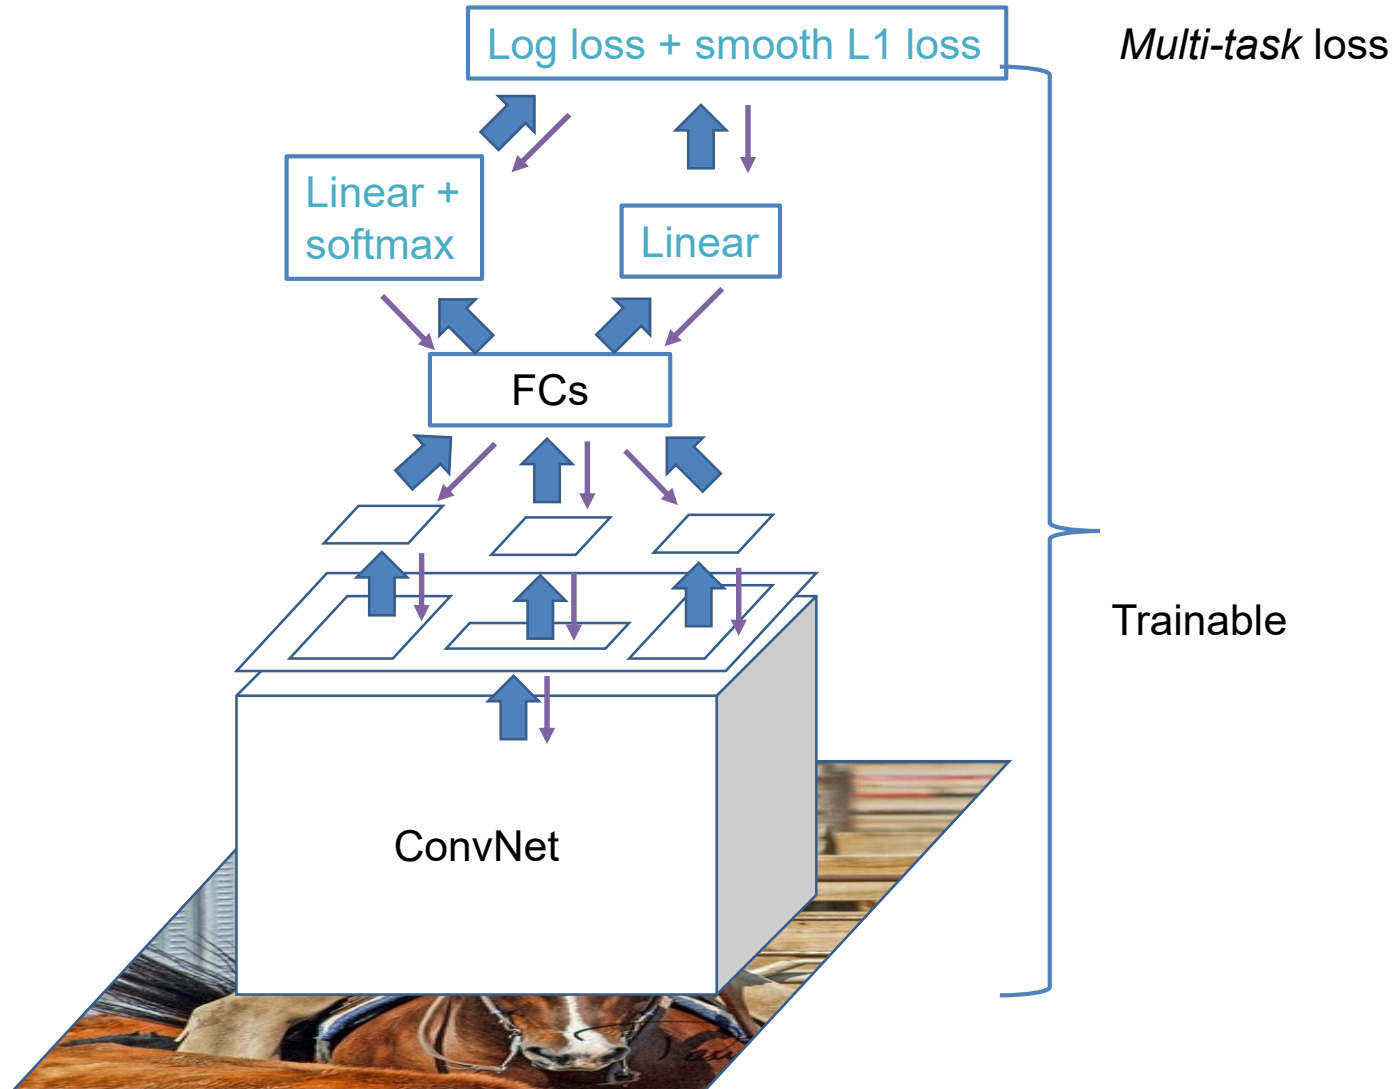 Log loss + smooth L1 loss
Multi-task loss
Linear +
softmax
Linear
FCs
Trainable
ConvNet